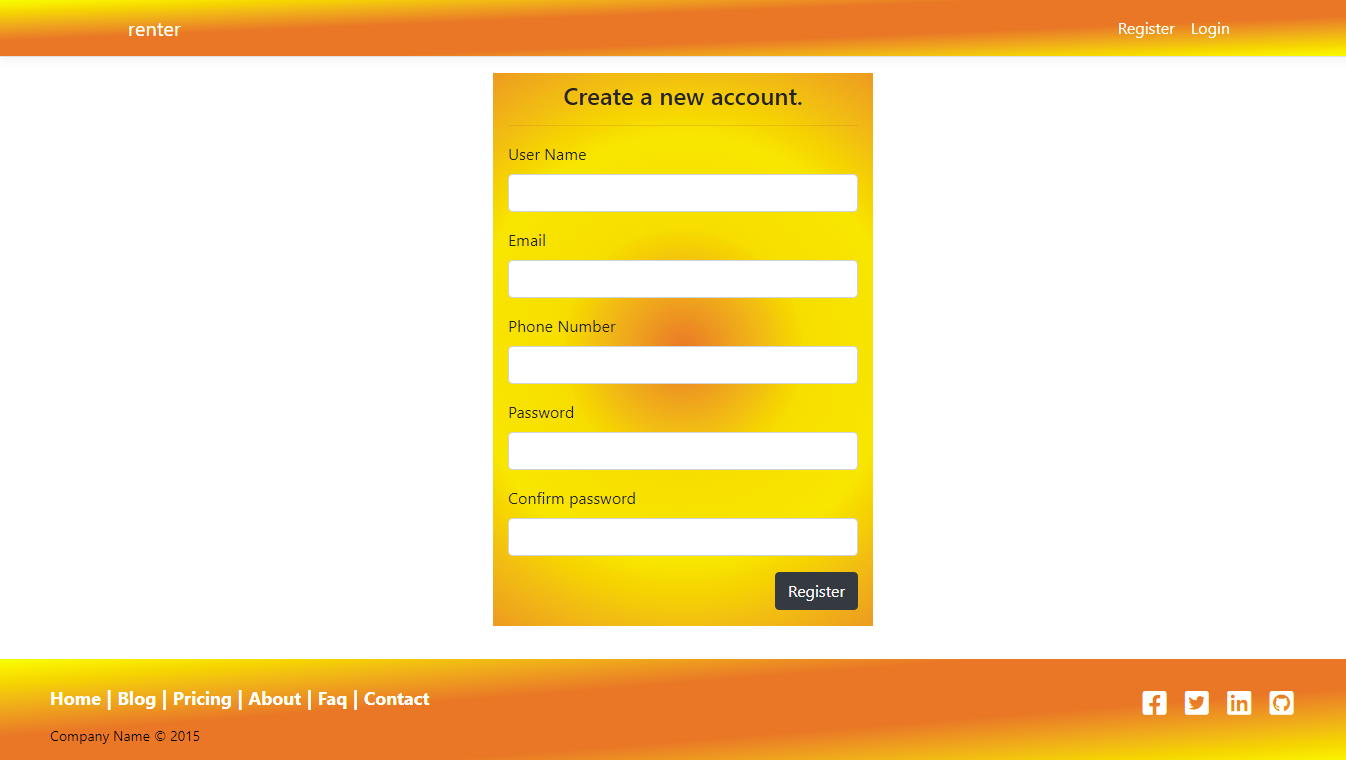 renter
Register Login
Create a new account.
User Name
Email
Phone Number
Password
Confirm password
Register
Home | Blog | Pricing | About | Faq | Contact
Company Name © 2015